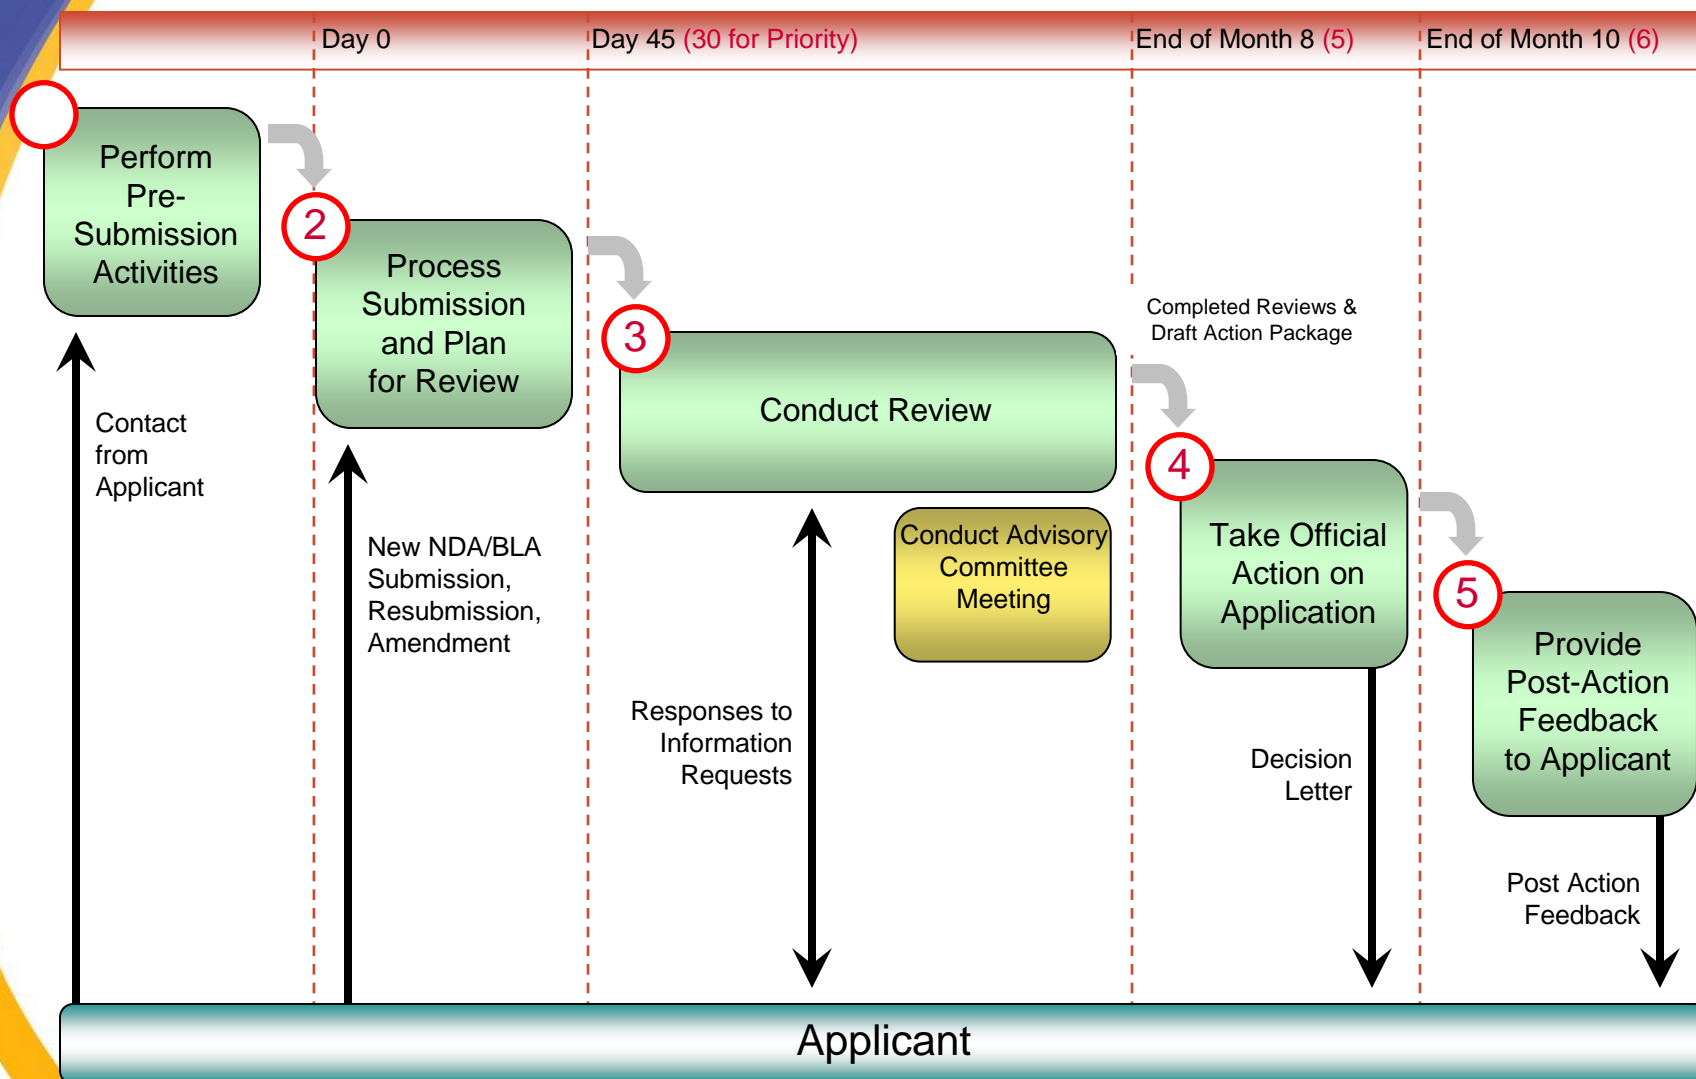 Day 0
Day 45 (30 for Priority)
End of Month 8 (5)
End of Month 10 (6)
Perform
Pre-
Submission
Activities
2
Process
Submission
and Plan
for Review
3
Conduct Review
Completed Reviews &
Draft Action Package
4
Take Official
Action on
Application
5
Provide
Post-Action
Feedback
to Applicant
Conduct Advisory
Committee
Meeting
Contact
from
Applicant
New NDA/BLA
Submission,
Resubmission,
Amendment
Responses to
Information
Requests
Decision
Letter
Post Action
Feedback
Applicant